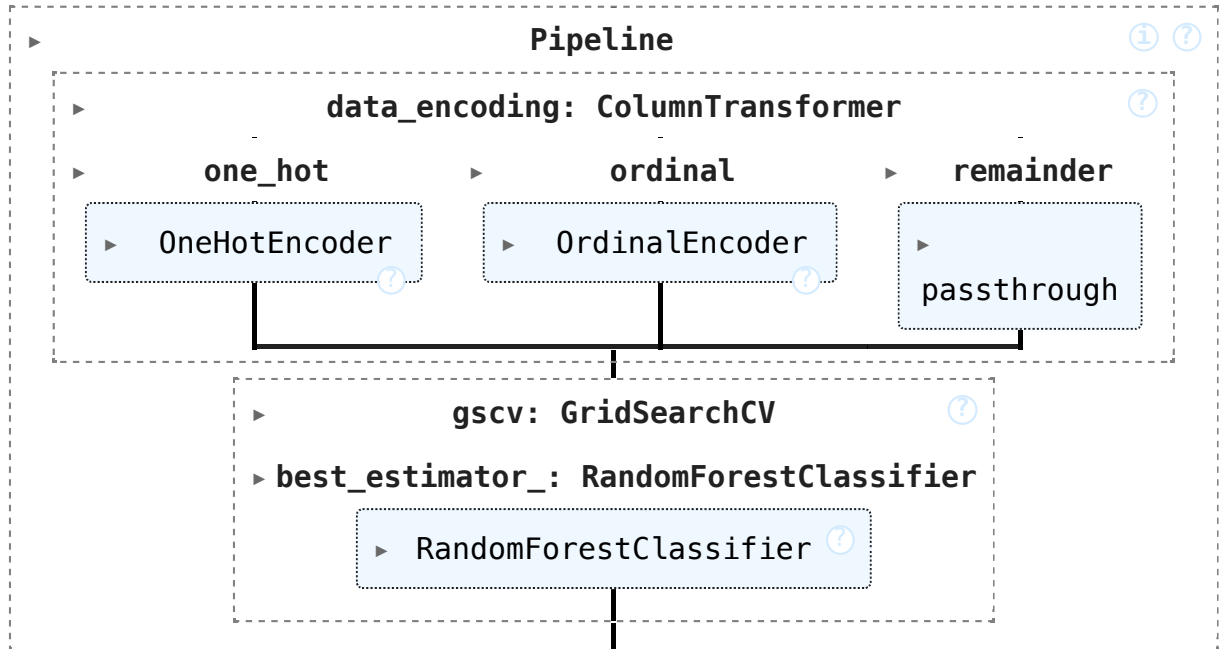 Pipeline
i ?
data_encoding: ColumnTransformer
?
one_hot
ordinal
remainder
OneHotEncoder
?
OrdinalEncoder
?
passthrough
gscv: GridSearchCV
?
best_estimator_: RandomForestClassifier
RandomForestClassifier
?